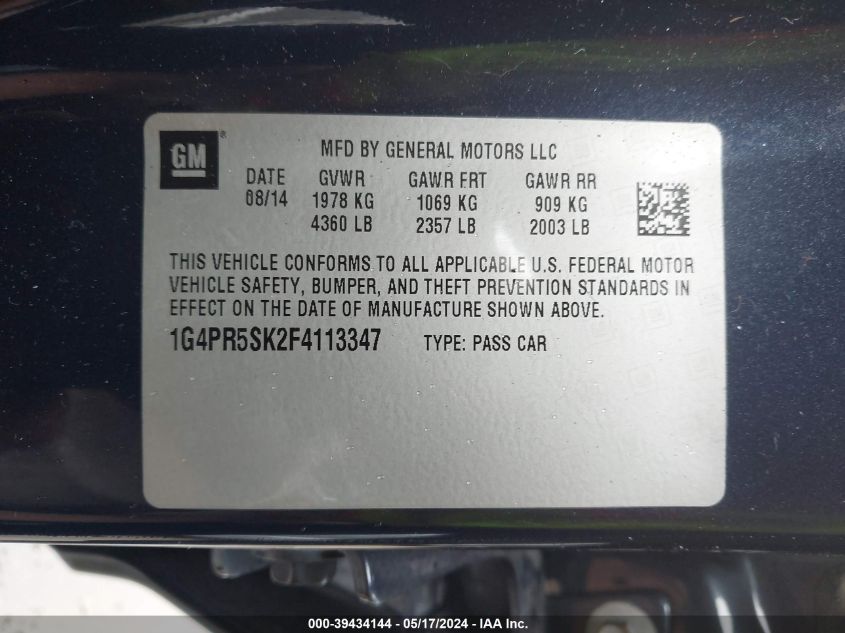 GM ®
MFD BY GENERAL MOTORS LLC
DATE GVWR GAWR FRT GAWR RR
08/14 1978 KG 1069 KG 909 KG
4360 LB 2357 LB 2003 LB
THIS VEHICLE CONFORMS TO ALL APPLICABLE U.S. FEDERAL MOTOR
VEHICLE SAFETY, BUMPER, AND THEFT PREVENTION STANDARDS IN
EFFECT ON THE DATE OF MANUFACTURE SHOWN ABOVE.
1G4PR5SK2F4113347 TYPE: PASS CAR
000-39434144 - 05/17/2024 - IAA Inc.